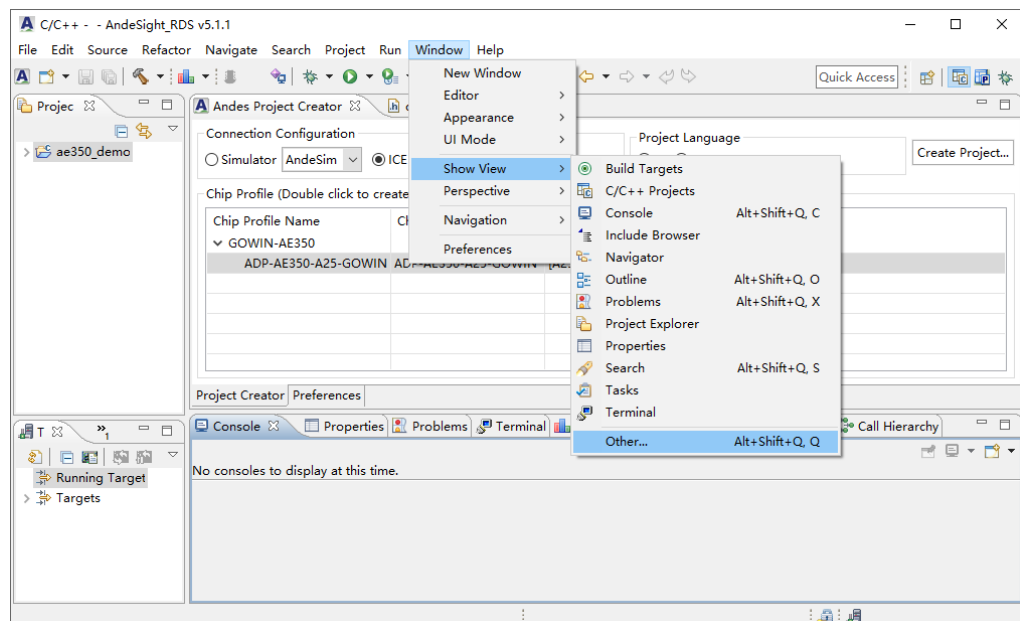 C/C++ - - AndeSight_RDS v5.1.1
File Edit Source Refactor Navigate Search Project Run Window Help
Quick Access
Projec
ae350_demo
Andes Project Creator
Connection Configuration
Simulator AndeSim ICE
Project Language
Create Project...
Chip Profile (Double click to create
Chip Profile Name
GOWIN-AE350
ADP-AE350-A25-GOWIN ADP-AE350-A25-GOWIN
Project Creator Preferences
New Window
Editor
Appearance
UI Mode
Show View
Perspective
Navigation
Preferences
Build Targets
C/C++ Projects
Console Alt+Shift+Q, C
Include Browser
Navigator
Outline Alt+Shift+Q, O
Problems Alt+Shift+Q, X
Project Explorer
Properties
Search Alt+Shift+Q, S
Tasks
Terminal
Other... Alt+Shift+Q, Q
T
1
Running Target
Targets
Console Properties Problems Terminal Call Hierarchy
No consoles to display at this time.